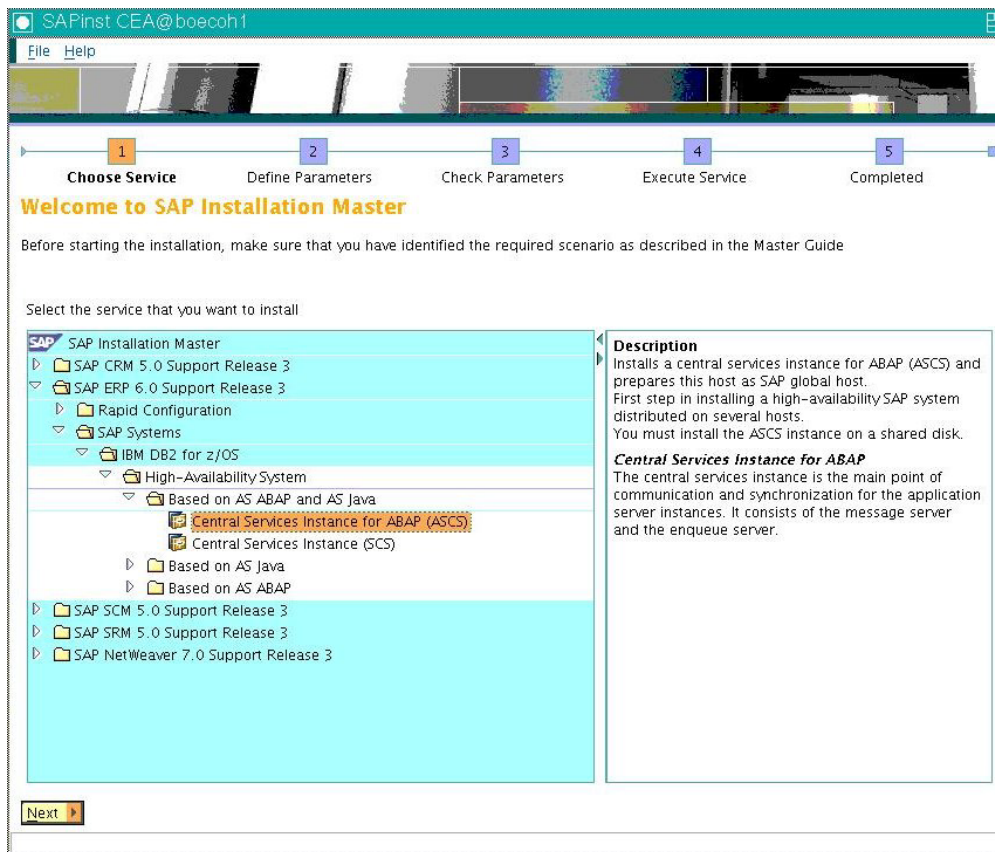 SAPinst CEA@boecoh1
File Help
1 2 3 4 5
Choose Service Define Parameters Check Parameters Execute Service Completed
Welcome to SAP Installation Master
Before starting the installation, make sure that you have identified the required scenario as described in the Master Guide
Select the service that you want to install
SAP SAP Installation Master
SAP CRM 5.0 Support Release 3
SAP ERP 6.0 Support Release 3
Rapid Configuration
SAP Systems
IBM DB2 for z/OS
High-Availability System
Based on AS ABAP and AS Java
Central Services Instance for ABAP (ASCS)
Central Services Instance (SCS)
Based on AS Java
Based on AS ABAP
SAP SCM 5.0 Support Release 3
SAP SRM 5.0 Support Release 3
SAP NetWeaver 7.0 Support Release 3
Description
Installs a central services instance for ABAP (ASCS) and
prepares this host as SAP global host.
First step in installing a high-availability SAP system
distributed on several hosts.
You must install the ASCS instance on a shared disk.
Central Services Instance for ABAP
The central services instance is the main point of
communication and synchronization for the application
server instances. It consists of the message server
and the enqueue server.
Next